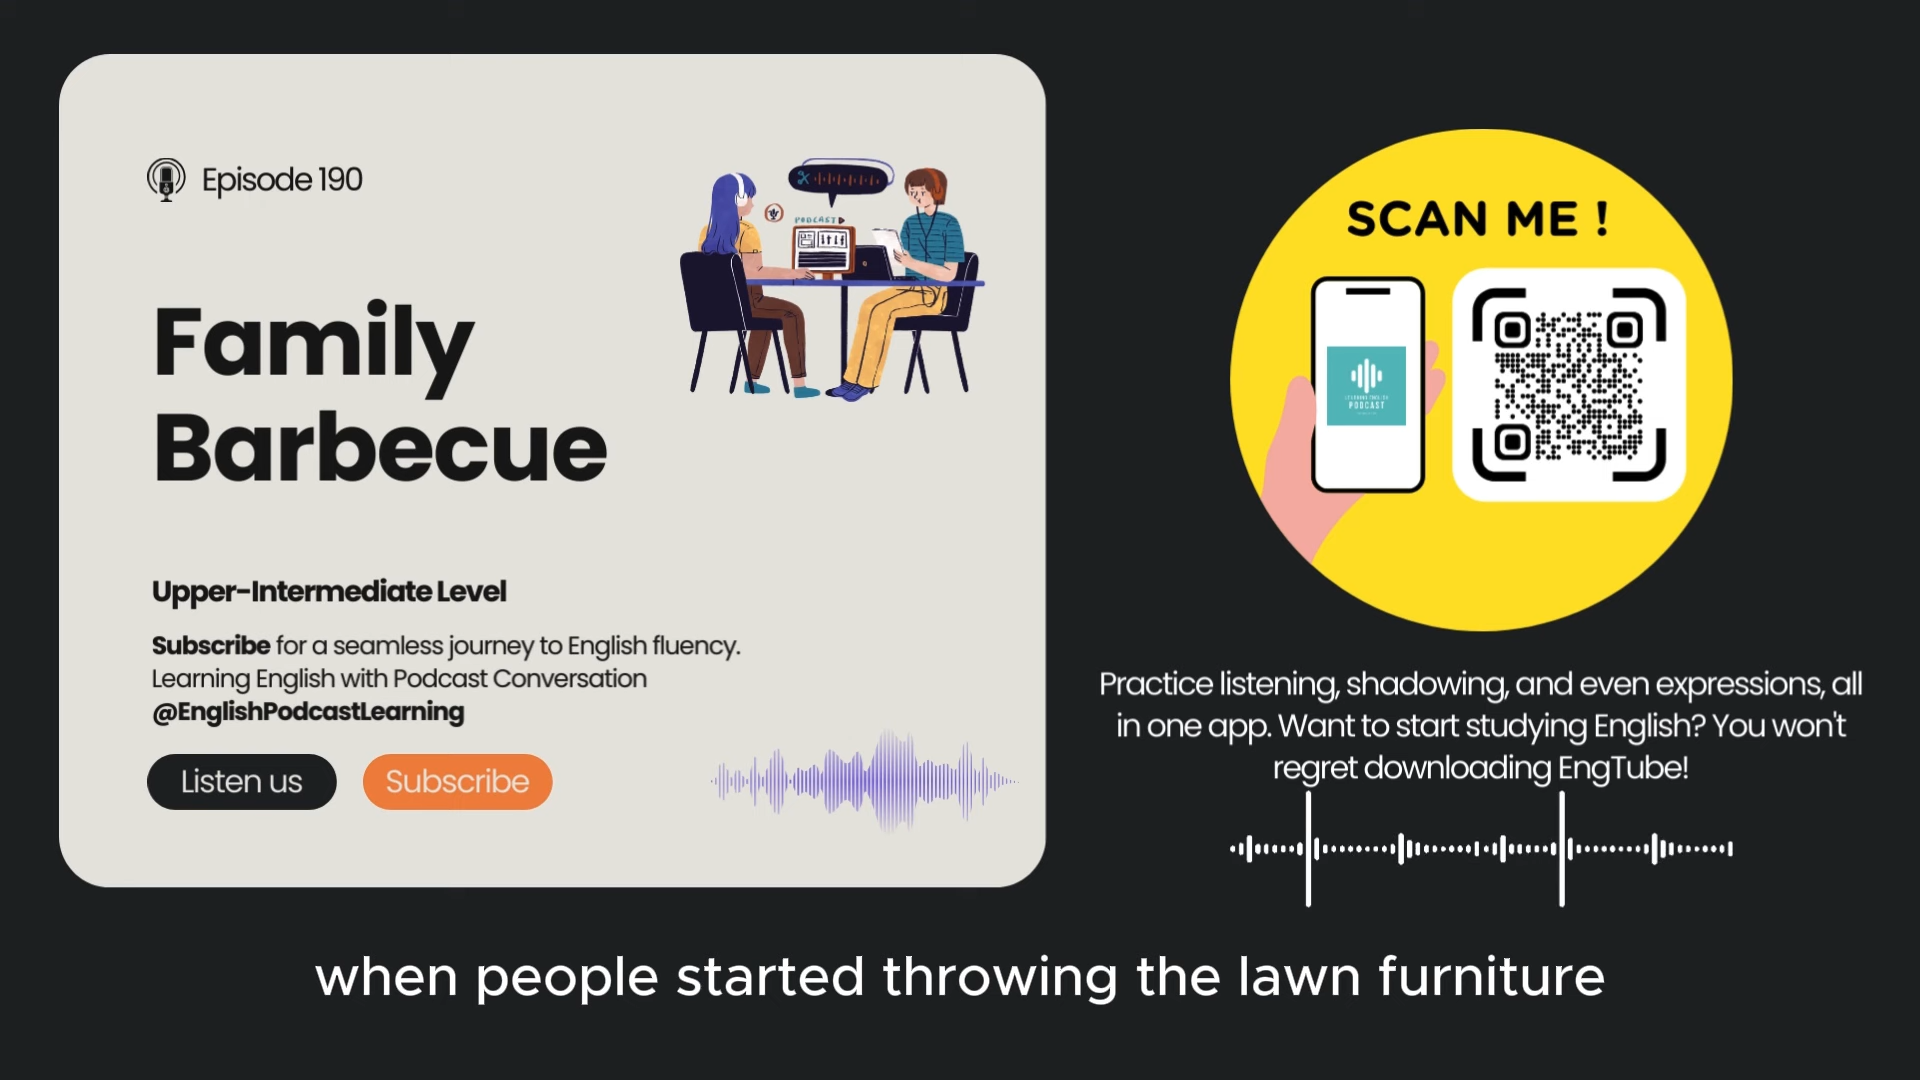 Episode 190
PODCAST
Family
Barbecue
Upper-Intermediate Level
Subscribe for a seamless journey to English fluency.
Learning English with Podcast Conversation
@EnglishPodcastLearning
Listen us
Subscribe
SCAN ME !
PODCAST
Practice listening, shadowing, and even expressions, all
in one app. Want to start studying English? You won't
regret downloading EngTube!
when people started throwing the lawn furniture